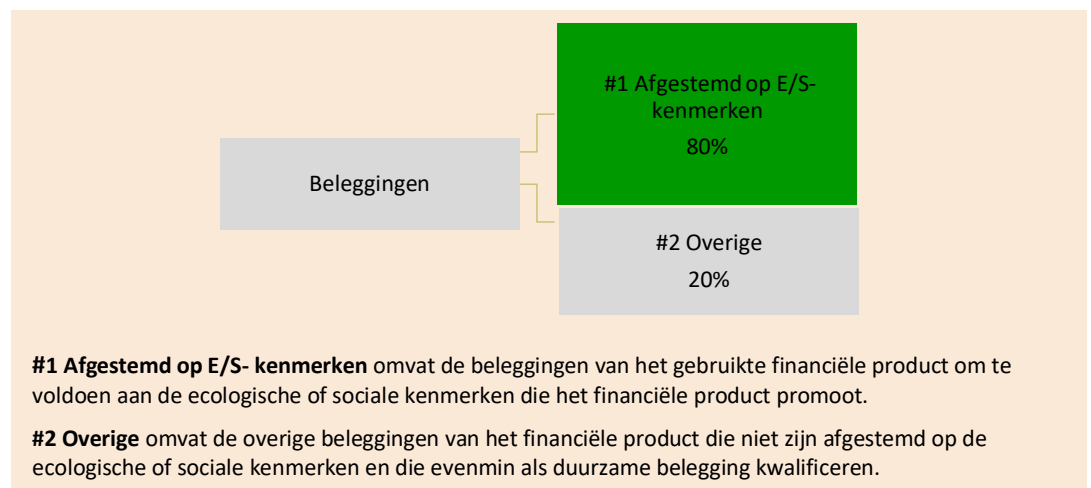 #1 Afgestemd op E/S-
kenmerken
80%
Beleggingen
#2 Overige
20%
#1 Afgestemd op E/S- kenmerken omvat de beleggingen van het gebruikte financiële product om te
voldoen aan de ecologische of sociale kenmerken die het financiële product promoot.
#2 Overige omvat de overige beleggingen van het financiële product die niet zijn afgestemd op de
ecologische of sociale kenmerken en die evenmin als duurzame belegging kwalificeren.